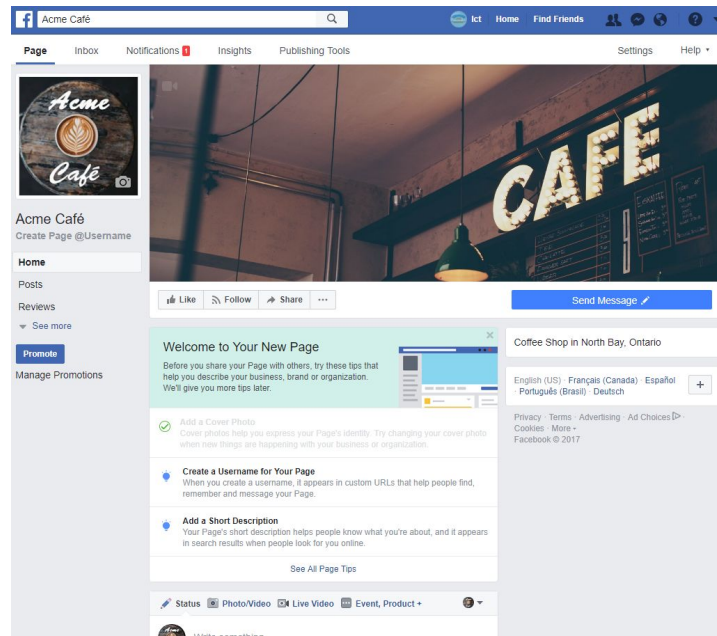 Acme Café
Ict Home Find Friends
Page Inbox Notifications 1 Insights Publishing Tools Settings Help
Acme
Café
CAFE
Acme Café
Create Page @Username
Home
Posts
Reviews
See more
Promote
Manage Promotions
Like Follow Share ...
Send Message
Welcome to Your New Page
Before you share your Page with others, try these tips that
help you describe your business, brand or organization.
We'll give you more tips later.
Add a Cover Photo
Cover photos help you express your Page's identity. Try changing your cover photo
when new things are happening with your business or organization.
Create a Username for Your Page
When you create a username, it appears in custom URLs that help people find,
remember and message your Page.
Add a Short Description
Your Page's short description helps people know what you're about, and it appears
in search results when people look for you online.
See All Page Tips
Status Photo/Video Live Video Event, Product +
Coffee Shop in North Bay, Ontario
English (US) · Français (Canada) · Español
· Português (Brasil) · Deutsch
+
Privacy · Terms · Advertising · Ad Choices ·
Cookies · More
Facebook © 2017